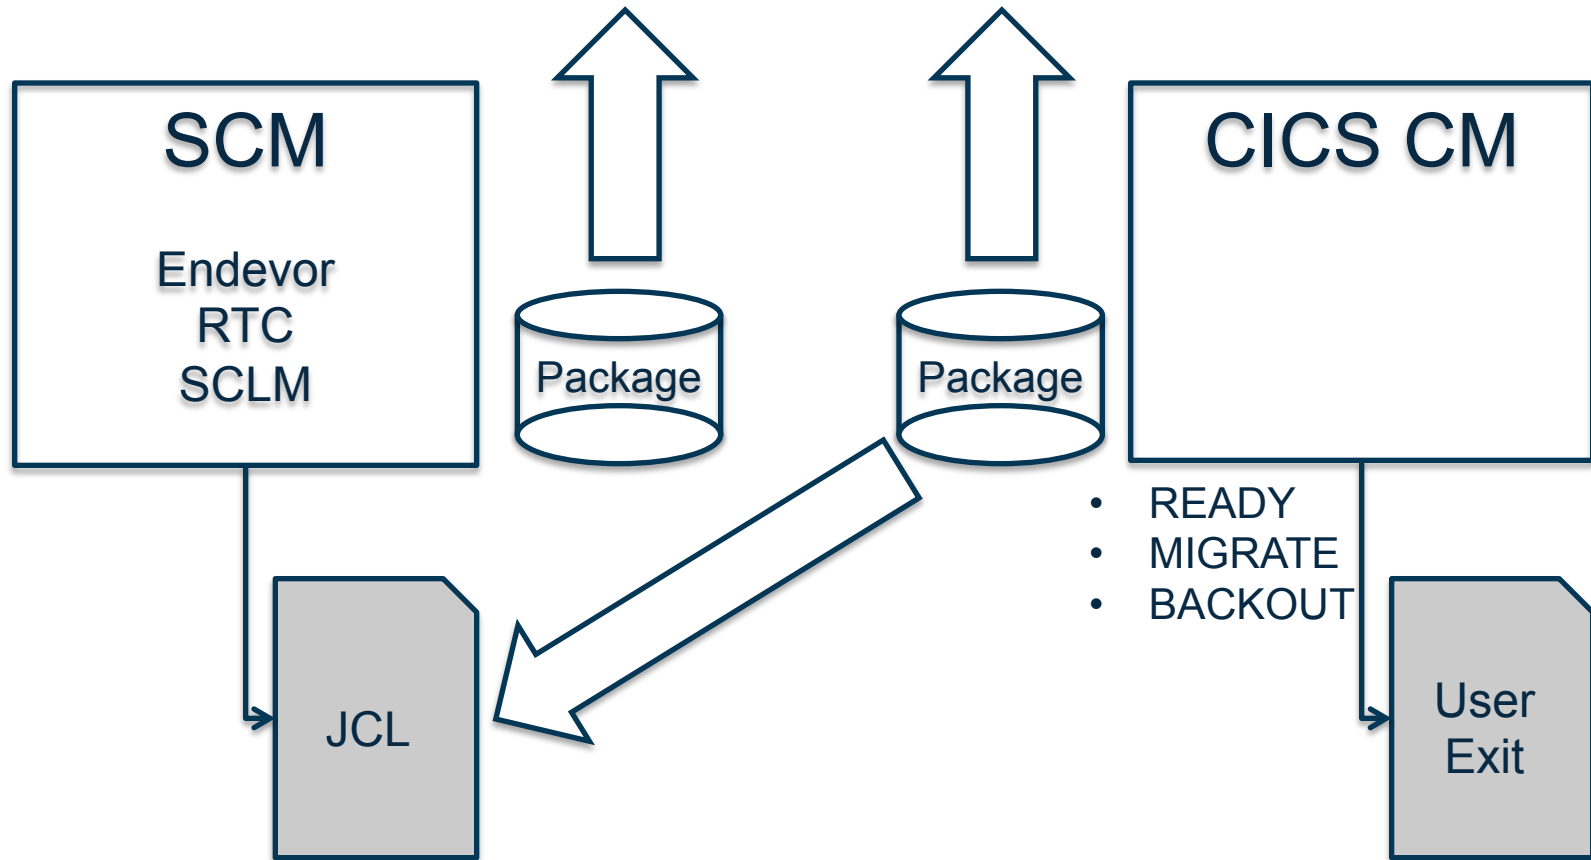 SCM
Endevor
RTC
SCLM
Package
Package
CICS CM
• READY
• MIGRATE
• BACKOUT
JCL
User
Exit